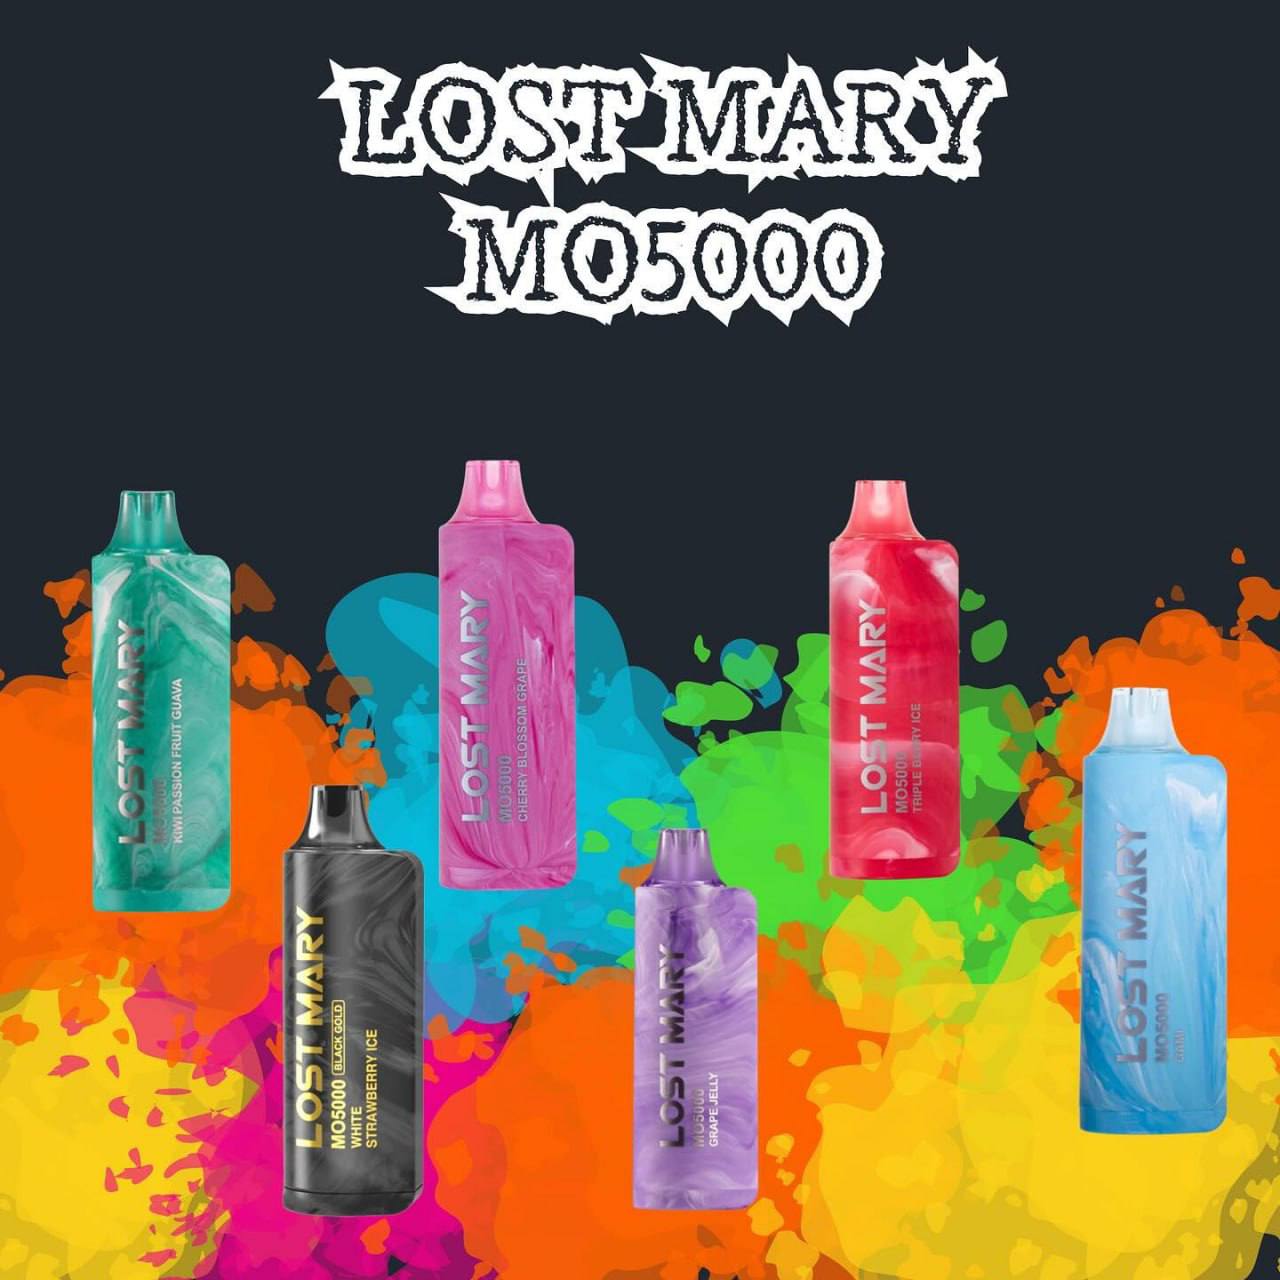 LOST MARY
MO5000
LOST MARY
MO5000
KIWI PASSION FRUIT GUAVA
LOST MARY
MO5000 BLACK GOLD
WHITE
STRAWBERRY ICE
LOST MARY
MO5000
CHERRY BLOSSOM GRAPE
LOST MARY
MO5000
GRAPE JELLY
LOST MARY
MO5000
TRIPLE BERRY ICE
LOST MARY
MO5000